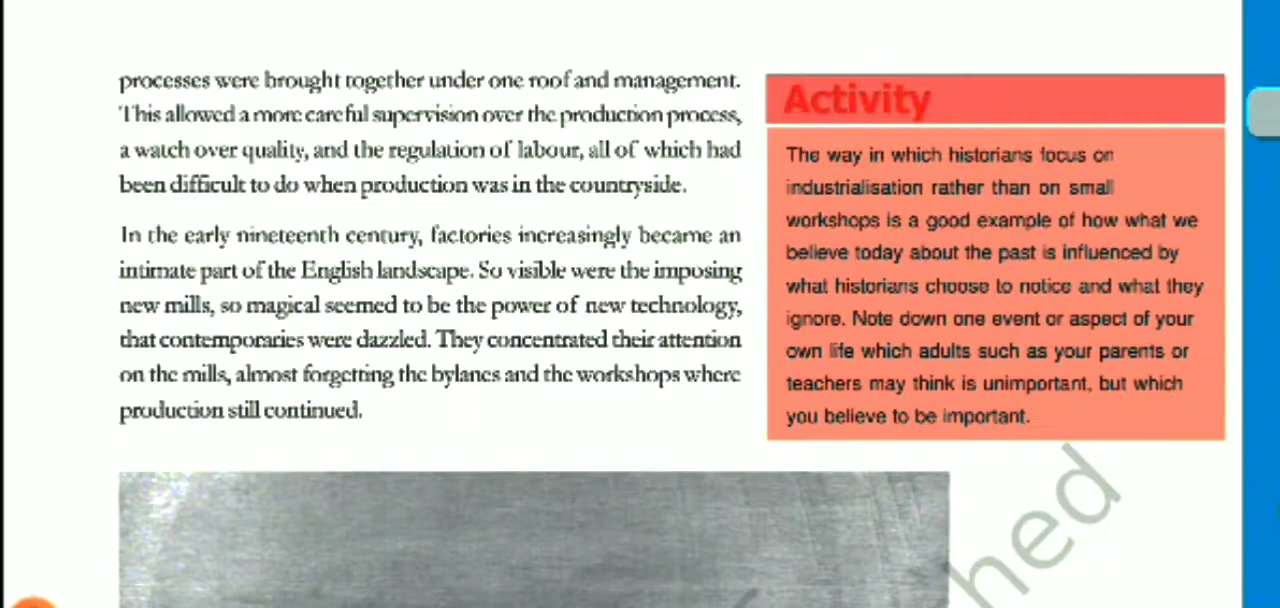 processes were brought together under one roof and management.
This allowed a more careful supervision over the production process,
a watch over quality, and the regulation of labour, all of which had
been difficult to do when production was in the countryside.
In the early nineteenth century, factories increasingly became an
intimate part of the English landscape. So visible were the imposing
new mills, so magical seemed to be the power of new technology,
that contemporaries were dazzled. They concentrated their attention
on the mills, almost forgetting the bylanes and the workshops where
production still continued.
Activity
The way in which historians focus on
industrialisation rather than on small
workshops is a good example of how what we
believe today about the past is influenced by
what historians choose to notice and what they
ignore. Note down one event or aspect of your
own life which adults such as your parents or
teachers may think is unimportant, but which
you believe to be important.
hed